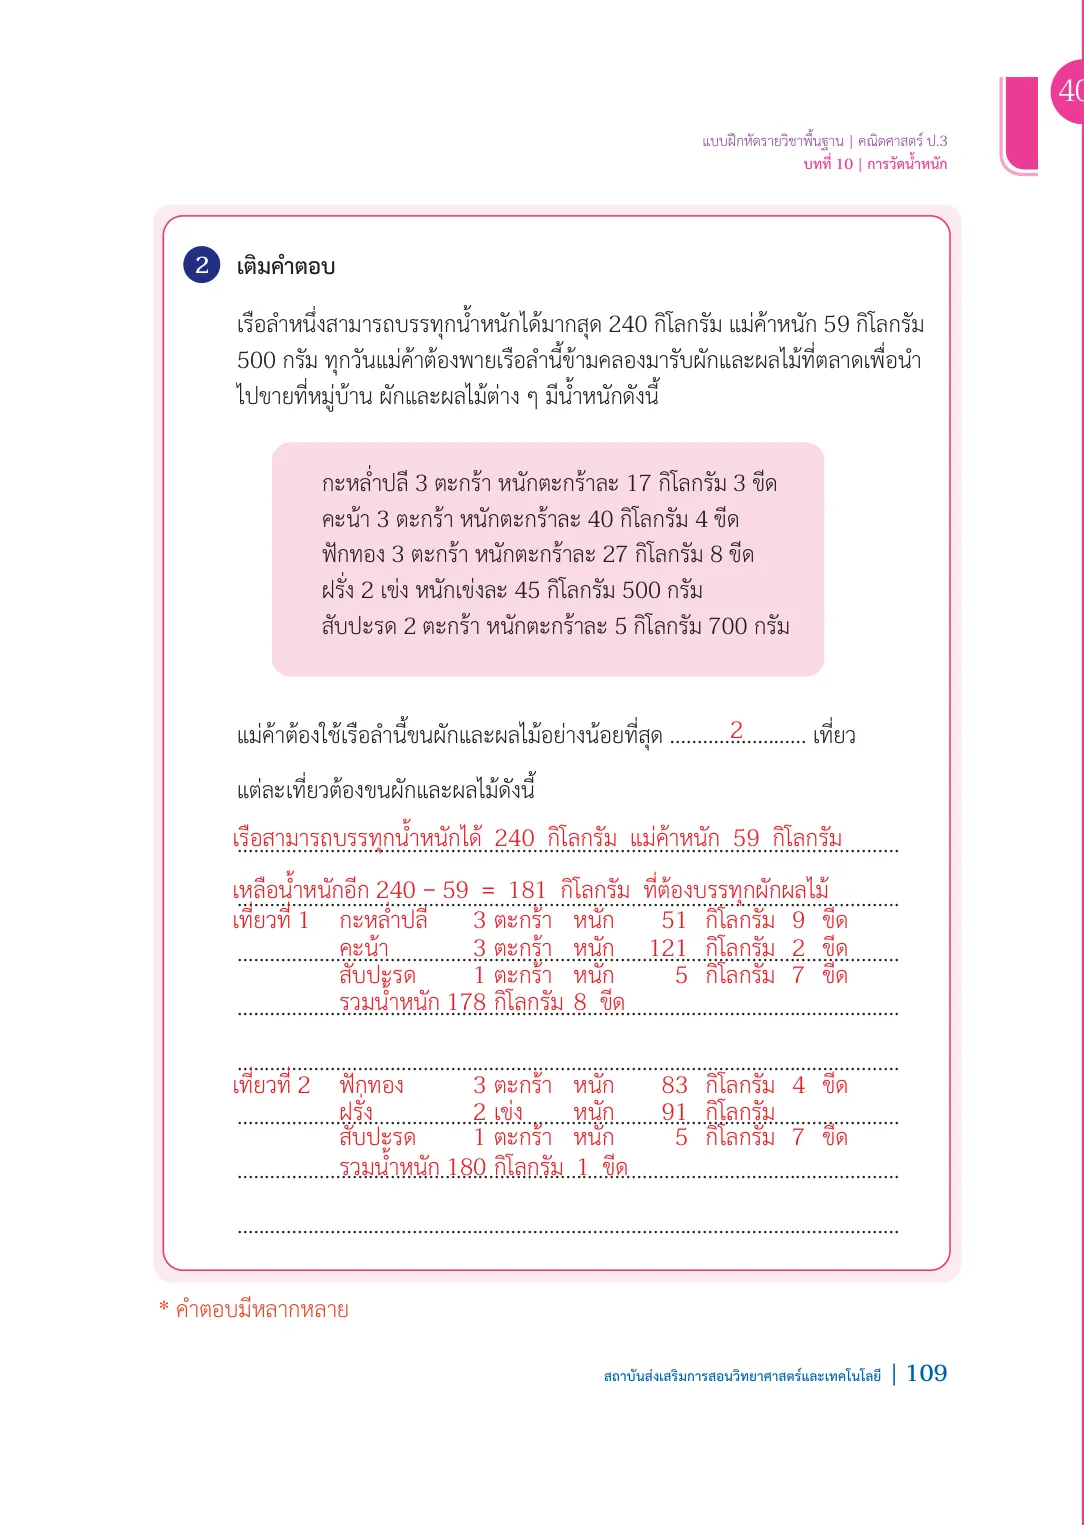 40
แบบฝึกหัดรายวิชาพื้นฐาน | คณิตศาสตร์ ป.3
บทที่ 10 | การวัดน้ำหนัก
2 เติมคำตอบ
เรือลำหนึ่งสามารถบรรทุกน้ำหนักได้มากสุด 240 กิโลกรัม แม่ค้าหนัก 59 กิโลกรัม
500 กรัม ทุกวันแม่ค้าต้องพายเรือลำนี้ข้ามคลองมารับผักและผลไม้ที่ตลาดเพื่อนำ
ไปขายที่หมู่บ้าน ผักและผลไม้ต่าง ๆ มีน้ำหนักดังนี้
กะหล่ำปลี 3 ตะกร้า หนักตะกร้าละ 17 กิโลกรัม 3 ขีด
คะน้า 3 ตะกร้า หนักตะกร้าละ 40 กิโลกรัม 4 ขีด
ฟักทอง 3 ตะกร้า หนักตะกร้าละ 27 กิโลกรัม 8 ขีด
ฝรั่ง 2 เข่ง หนักเข่งละ 45 กิโลกรัม 500 กรัม
สับปะรด 2 ตะกร้า หนักตะกร้าละ 5 กิโลกรัม 700 กรัม
แม่ค้าต้องใช้เรือลำนี้ขนผักและผลไม้อย่างน้อยที่สุด ...........2........... เที่ยว
แต่ละเที่ยวต้องขนผักและผลไม้ดังนี้
เรือสามารถบรรทุกน้ำหนักได้ 240 กิโลกรัม แม่ค้าหนัก 59 กิโลกรัม
เหลือน้ำหนักอีก 240 – 59 = 181 กิโลกรัม ที่ต้องบรรทุกผักผลไม้
เที่ยวที่ 1 กะหล่ำปลี 3 ตะกร้า หนัก 51 กิโลกรัม 9 ขีด
คะน้า 3 ตะกร้า หนัก 121 กิโลกรัม 2 ขีด
สับปะรด 1 ตะกร้า หนัก 5 กิโลกรัม 7 ขีด
รวมน้ำหนัก 178 กิโลกรัม 8 ขีด
เที่ยวที่ 2 ฟักทอง 3 ตะกร้า หนัก 83 กิโลกรัม 4 ขีด
ฝรั่ง 2 เข่ง หนัก 91 กิโลกรัม
สับปะรด 1 ตะกร้า หนัก 5 กิโลกรัม 7 ขีด
รวมน้ำหนัก 180 กิโลกรัม 1 ขีด
* คำตอบมีหลากหลาย
สถาบันส่งเสริมการสอนวิทยาศาสตร์และเทคโนโลยี | 109